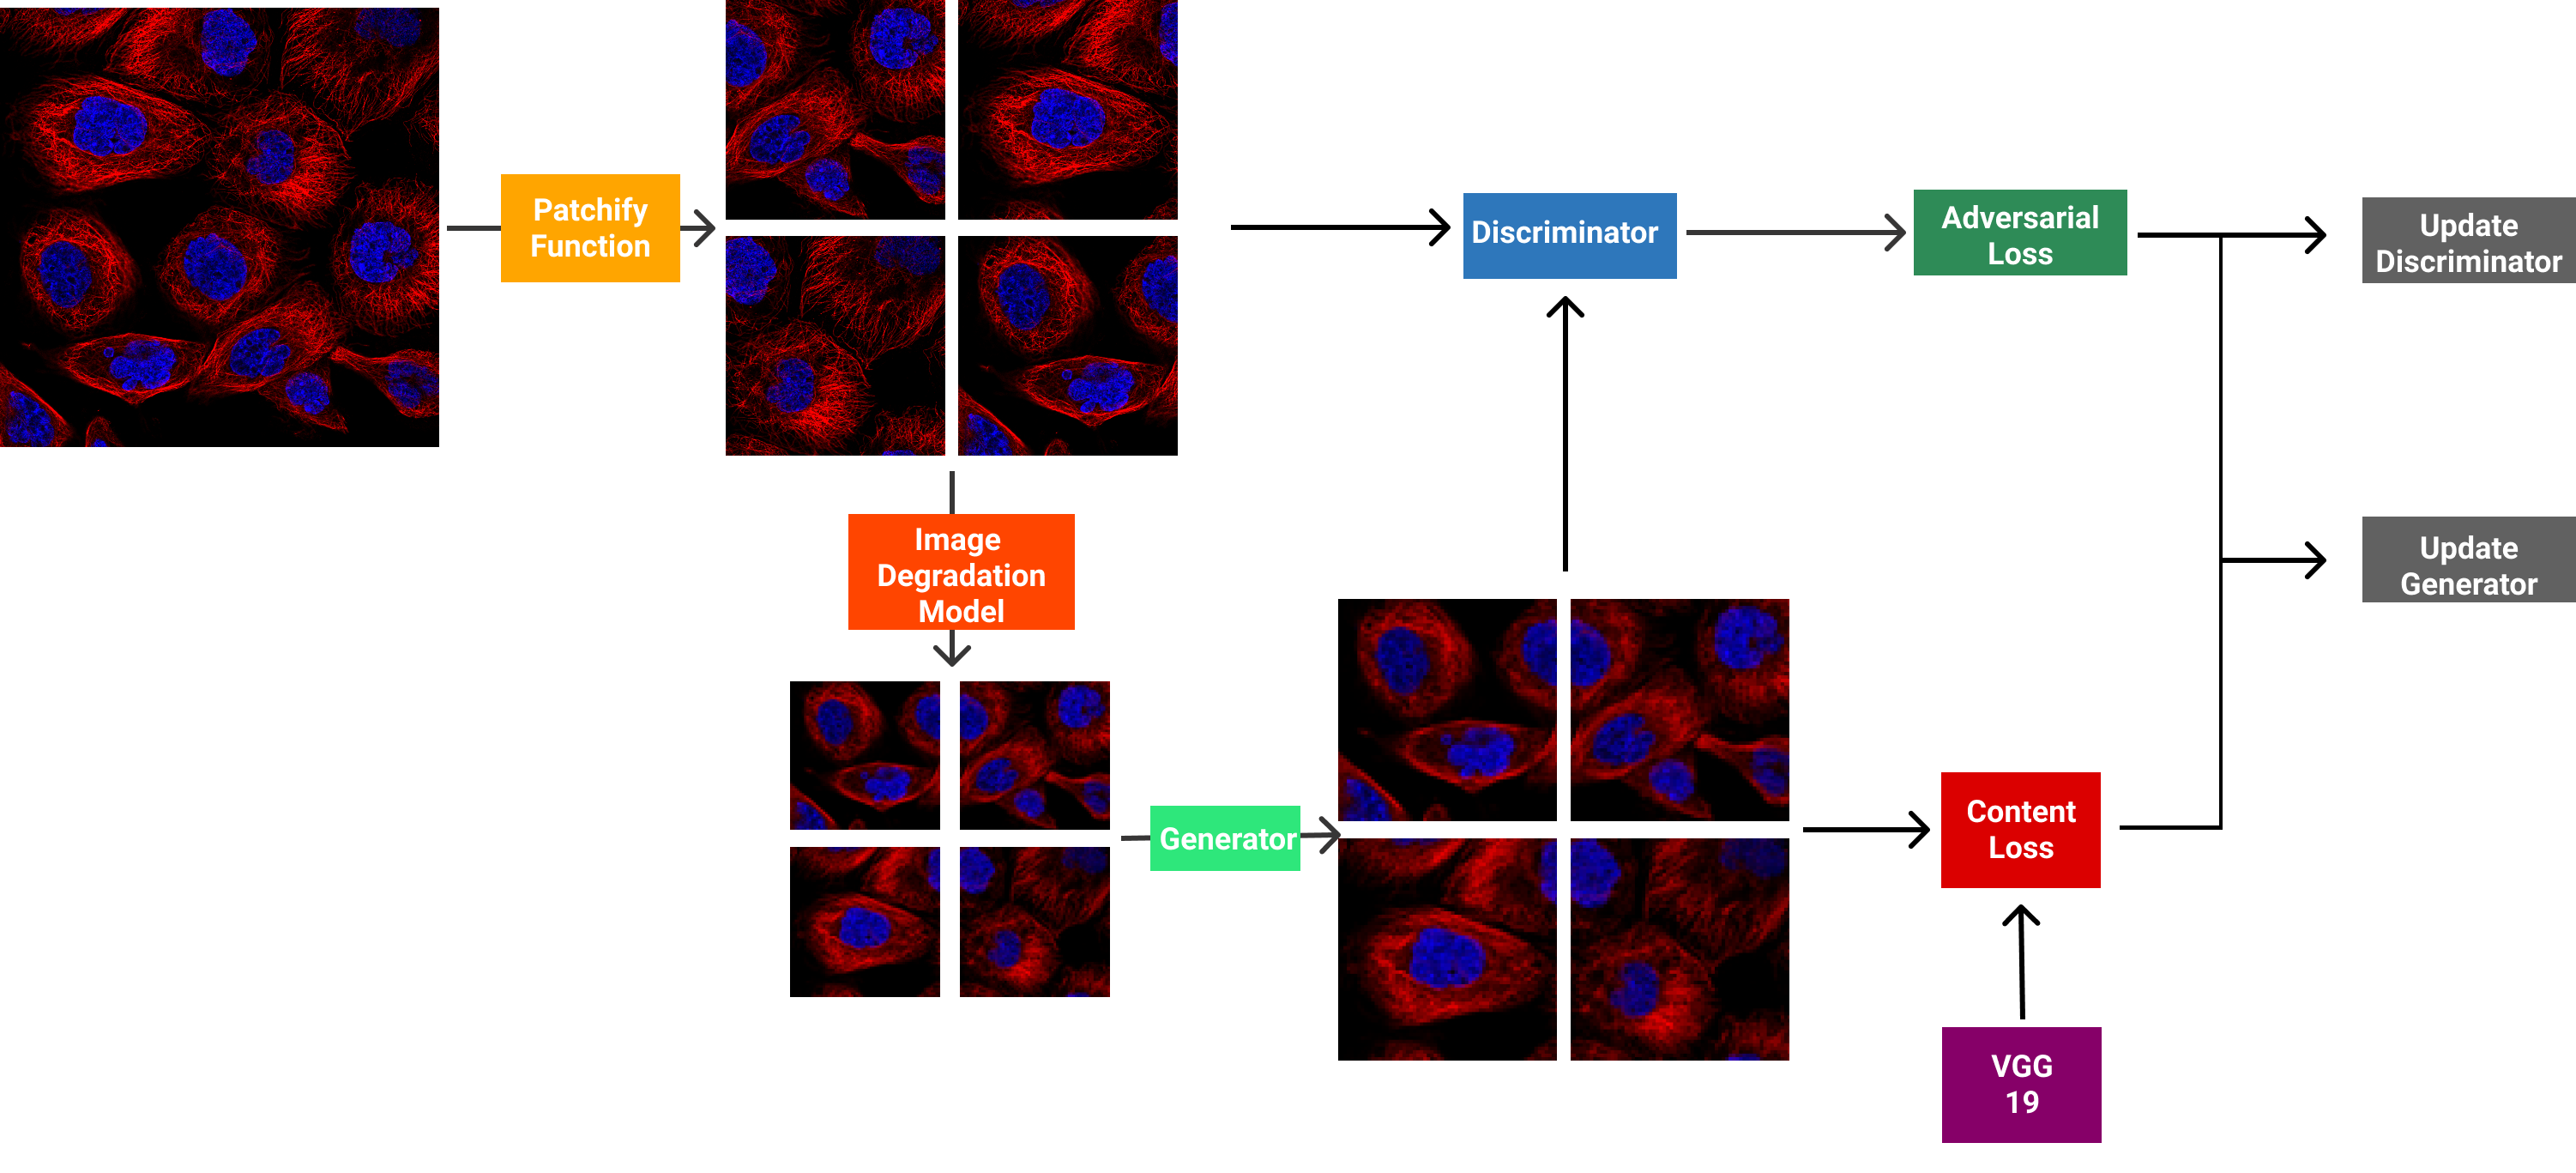 Patchify
Function
Discriminator
Adversarial
Loss
Update
Discriminator
Image
Degradation
Model
Update
Generator
Generator
Content
Loss
VGG
19